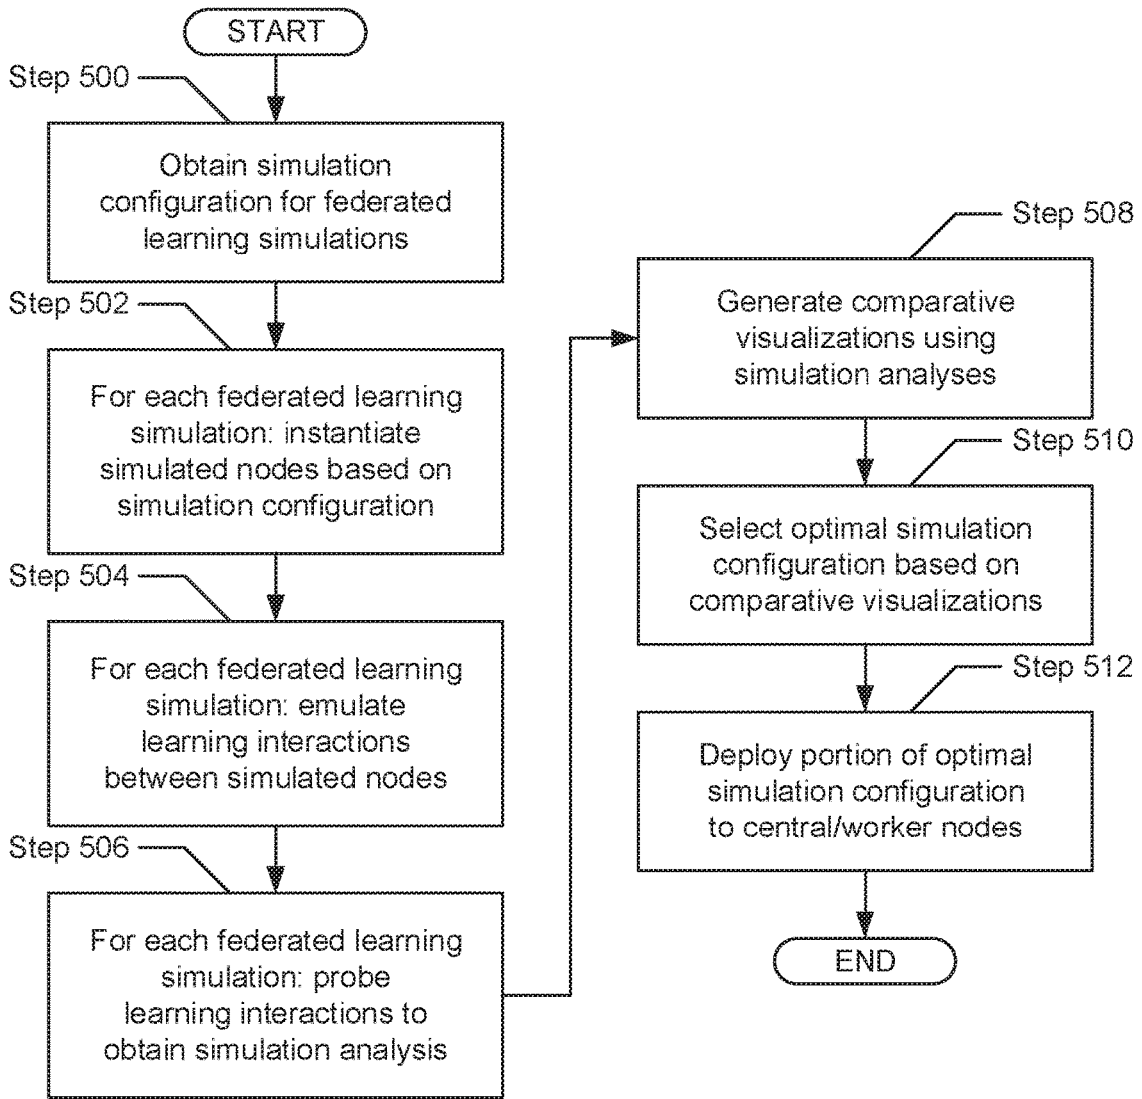 START
Step 500
Obtain simulation
configuration for federated
learning simulations
Step 502
For each federated learning
simulation: instantiate
simulated nodes based on
simulation configuration
Step 504
For each federated learning
simulation: emulate
learning interactions
between simulated nodes
Step 506
For each federated learning
simulation: probe
learning interactions to
obtain simulation analysis
Step 508
Generate comparative
visualizations using
simulation analyses
Step 510
Select optimal simulation
configuration based on
comparative visualizations
Step 512
Deploy portion of optimal
simulation configuration
to central/worker nodes
END